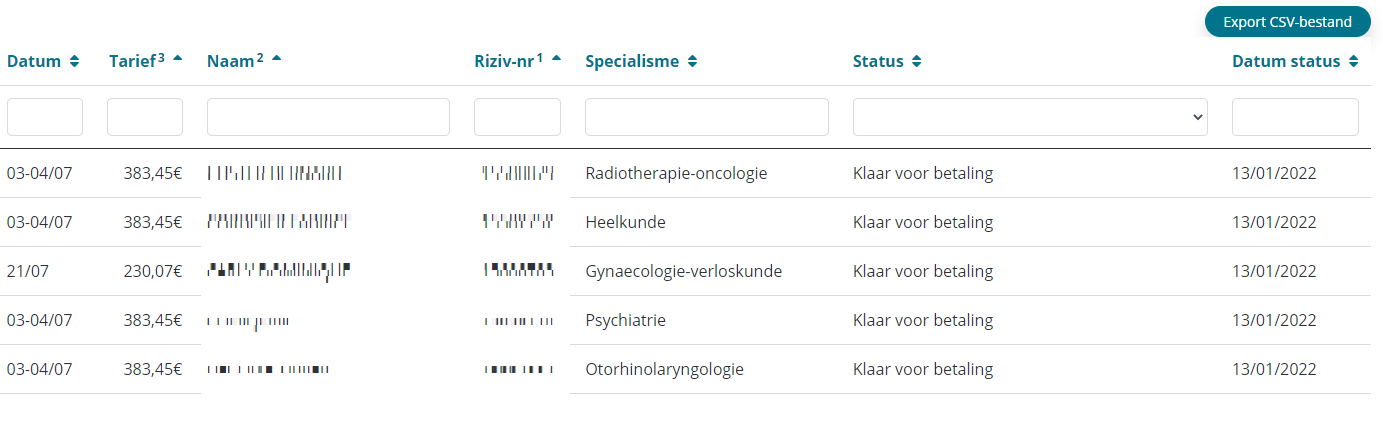 Export CSV-bestand
Datum Tarief3 Naam2 Riziv-nr1 Specialisme Status Datum status
03-04/07 383,45€ Radiotherapie-oncologie Klaar voor betaling 13/01/2022
03-04/07 383,45€ Heelkunde Klaar voor betaling 13/01/2022
21/07 230,07€ Gynaecologie-verloskunde Klaar voor betaling 13/01/2022
03-04/07 383,45€ Psychiatrie Klaar voor betaling 13/01/2022
03-04/07 383,45€ Otorhinolaryngologie Klaar voor betaling 13/01/2022